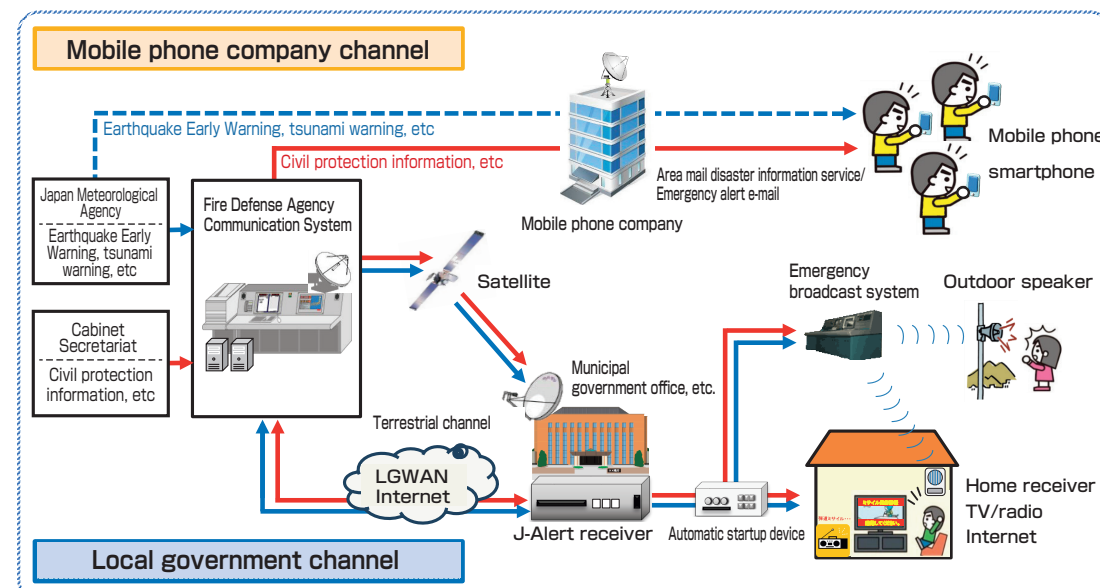 Mobile phone company channel
Earthquake Early Warning, tsunami warning, etc
Civil protection information, etc
Area mail disaster information service/
Emergency alert e-mail
Mobile phone company
Mobile phone
smartphone
Japan Meteorological
Agency
Earthquake Early
Warning, tsunami
warning, etc
Fire Defense Agency
Communication System
Satellite
Cabinet
Secretariat
Civil protection
information, etc
Emergency
broadcast system
Outdoor speaker
Municipal
government office, etc.
Terrestrial channel
LGWAN
Internet
J-Alert receiver
Automatic startup device
Home receiver
TV/radio
Internet
Local government channel